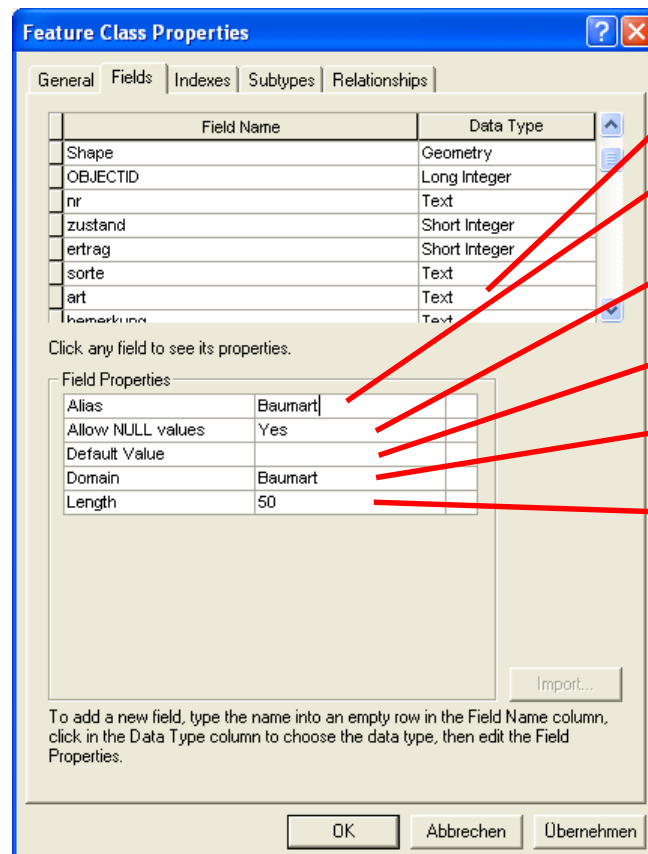 Feature Class Properties
General Fields Indexes Subtypes Relationships
Field Name Data Type
Shape Geometry
OBJECTID Long Integer
nr Text
zustand Short Integer
ertrag Short Integer
sorte Text
art Text
bemerkung Text
Click any field to see its properties.
Field Properties
Alias Baumart
Allow NULL values Yes
Default Value
Domain Baumart
Length 50
Import...
To add a new field, type the name into an empty row in the Field Name column,
click in the Data Type column to choose the data type, then edit the Field
Properties.
OK Abbrechen Übernehmen